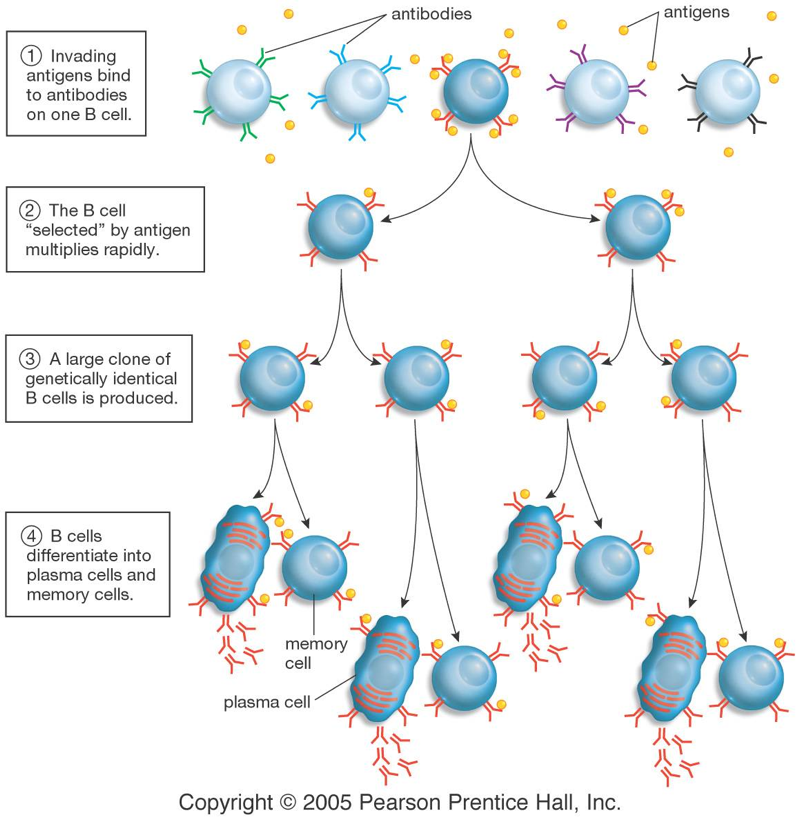 antibodies
antigens
① Invading
antigens bind
to antibodies
on one B cell.
② The B cell
“selected” by antigen
multiplies rapidly.
③ A large clone of
genetically identical
B cells is produced.
④ B cells
differentiate into
plasma cells and
memory cells.
memory
cell
plasma cell
Copyright © 2005 Pearson Prentice Hall, Inc.